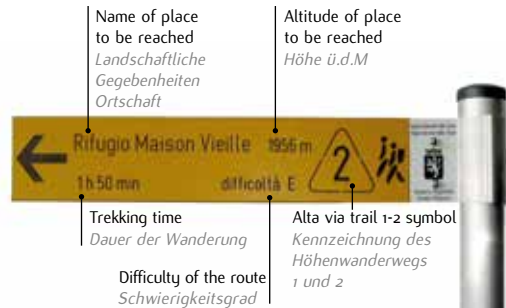 Name of place
to be reached
Landschaftliche
Gegebenheiten
Ortschaft
Altitude of place
to be reached
Höhe ü.d.M
Rifugio Maison Vieille 1956 m
2
1 h 50 min difficoltà E
Trekking time
Dauer der Wanderung
Alta via trail 1-2 symbol
Kennzeichnung des
Höhenwanderwegs
1 und 2
Difficulty of the route
Schwierigkeitsgrad